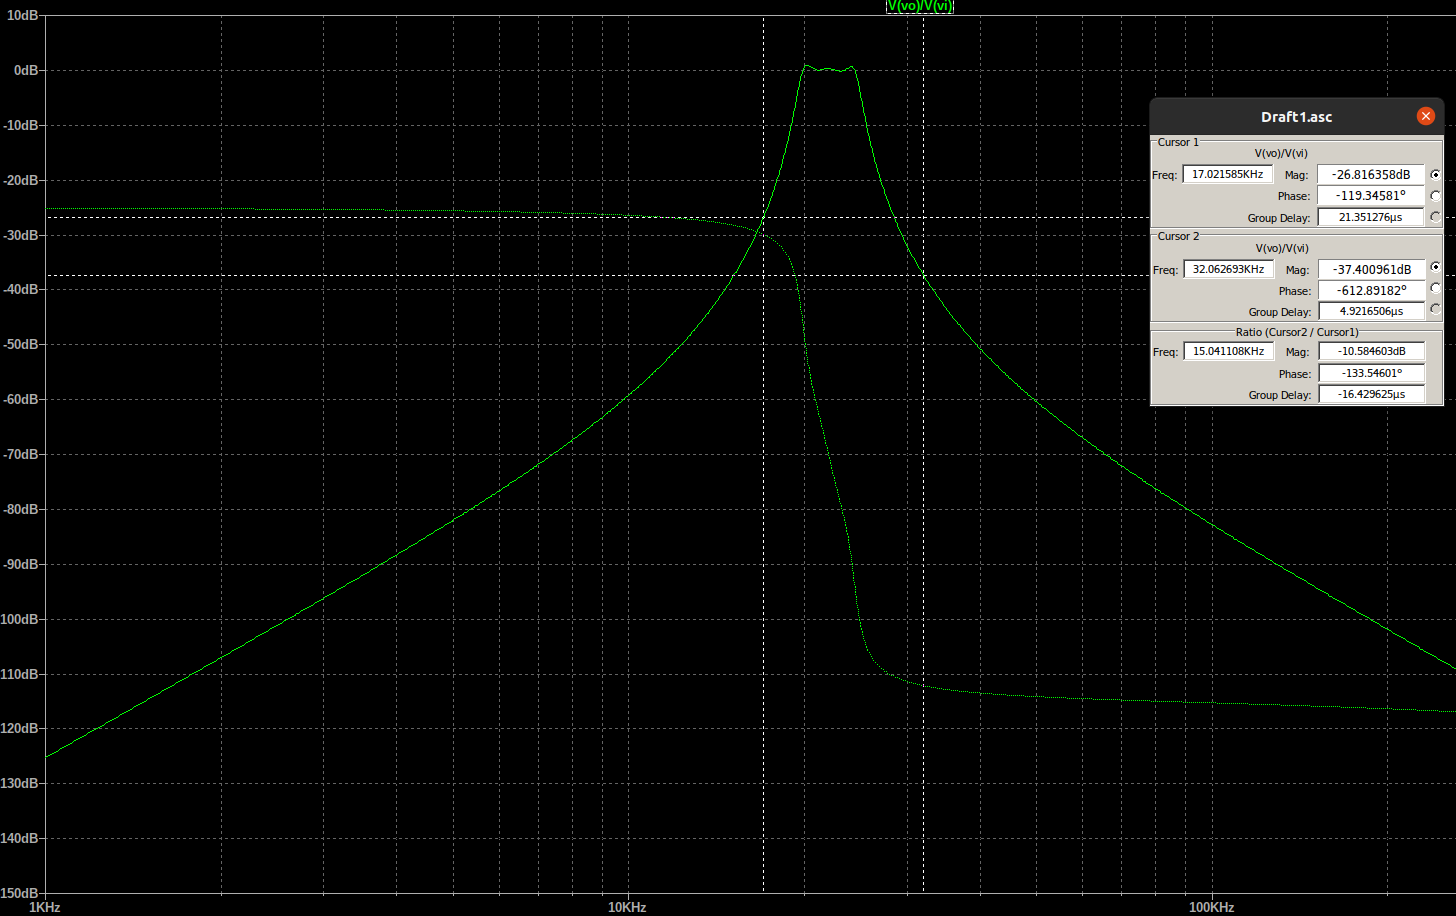 V(vo)/V(vi)
10dB
0dB
-10dB
-20dB
-30dB
-40dB
-50dB
-60dB
-70dB
-80dB
-90dB
100dB
110dB
120dB
130dB
140dB
150dB
1KHz 10KHz 100KHz
Draft1.asc
Cursor 1
V(vo)/V(vi)
Freq: 17.021585KHz Mag: -26.816358dB
Phase: -119.34581°
Group Delay: 21.351276µs
Cursor 2
V(vo)/V(vi)
Freq: 32.062693KHz Mag: -37.400961dB
Phase: -612.89182°
Group Delay: 4.9216506µs
Ratio (Cursor2 / Cursor1)
Freq: 15.041108KHz Mag: -10.584603dB
Phase: -133.54601°
Group Delay: -16.429625µs